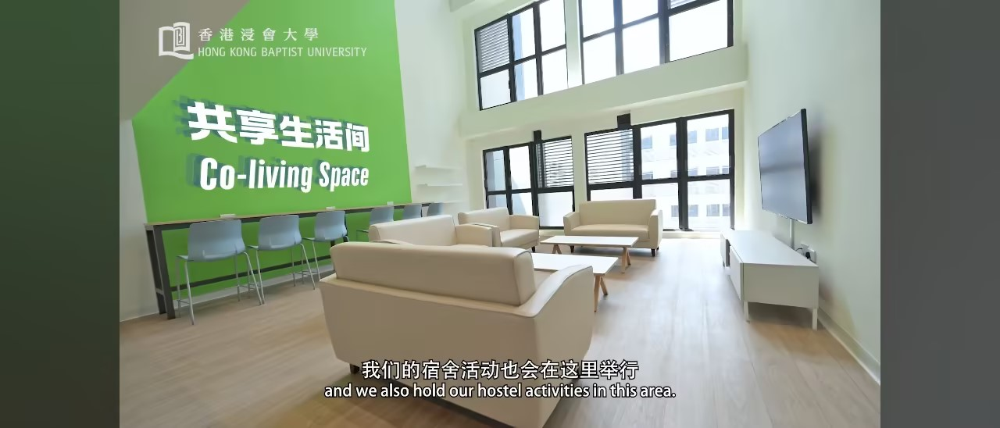 香港浸會大學
HONG KONG BAPTIST UNIVERSITY
共享生活间
Co-living Space
我们的宿舍活动也会在这里举行
and we also hold our hostel activities in this area.